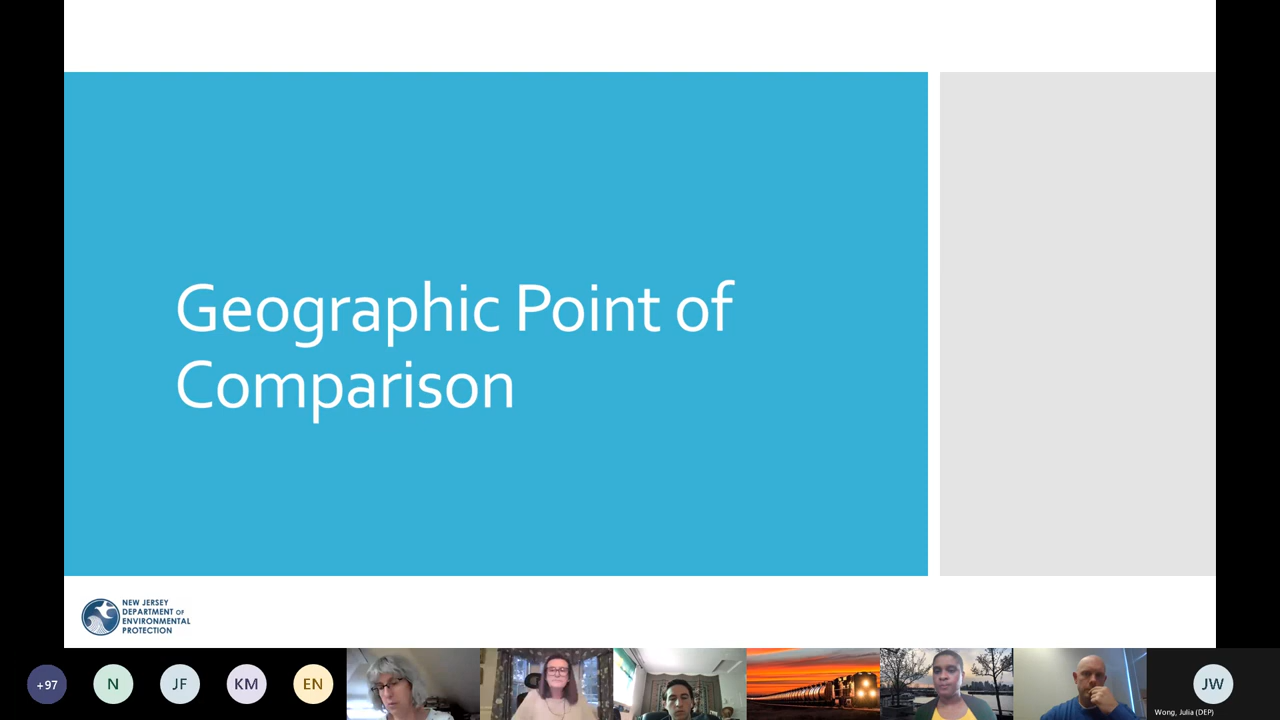 Geographic Point of
Comparison
NEW JERSEY
DEPARTMENT OF
ENVIRONMENTAL
PROTECTION
+97
N
JF
KM
EN
JW
Wong, Julia (DEP)